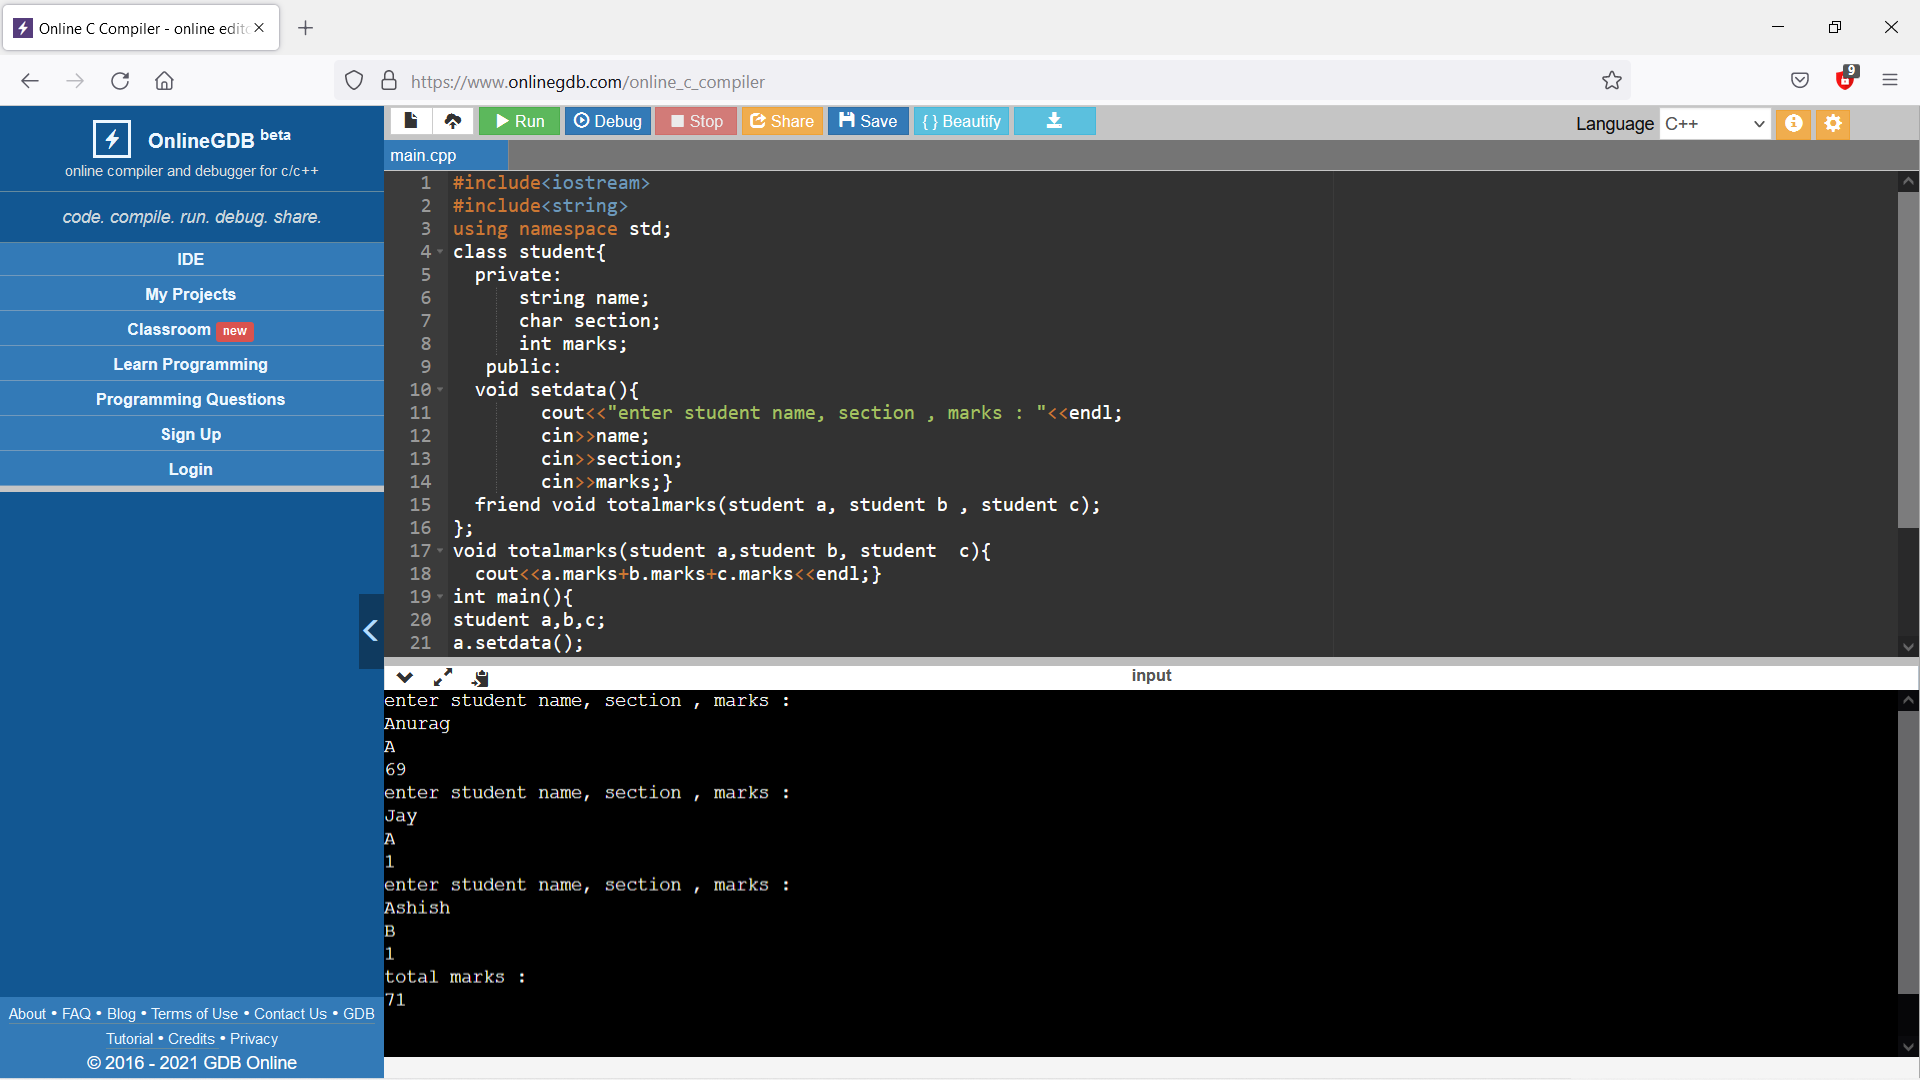 Online C Compiler - online edito
https://www.onlinegdb.com/online_c_compiler
9
OnlineGDB beta
online compiler and debugger for c/c++
code. compile. run. debug. share.
IDE
My Projects
Classroom new
Learn Programming
Programming Questions
Sign Up
Login
About • FAQ • Blog • Terms of Use • Contact Us • GDB
Tutorial • Credits • Privacy
© 2016 - 2021 GDB Online
Run Debug Stop Share Save { } Beautify
Language C++
main.cpp
1 #include<iostream>
2 #include<string>
3 using namespace std;
4 class student{
5   private:
6       string name;
7       char section;
8       int marks;
9    public:
10   void setdata(){
11         cout<<"enter student name, section , marks : "<<endl;
12         cin>>name;
13         cin>>section;
14         cin>>marks;}
15   friend void totalmarks(student a, student b , student c);
16 };
17 void totalmarks(student a,student b, student  c){
18   cout<<a.marks+b.marks+c.marks<<endl;}
19 int main(){
20 student a,b,c;
21 a.setdata();
input
enter student name, section , marks :
Anurag
A
69
enter student name, section , marks :
Jay
A
1
enter student name, section , marks :
Ashish
B
1
total marks :
71